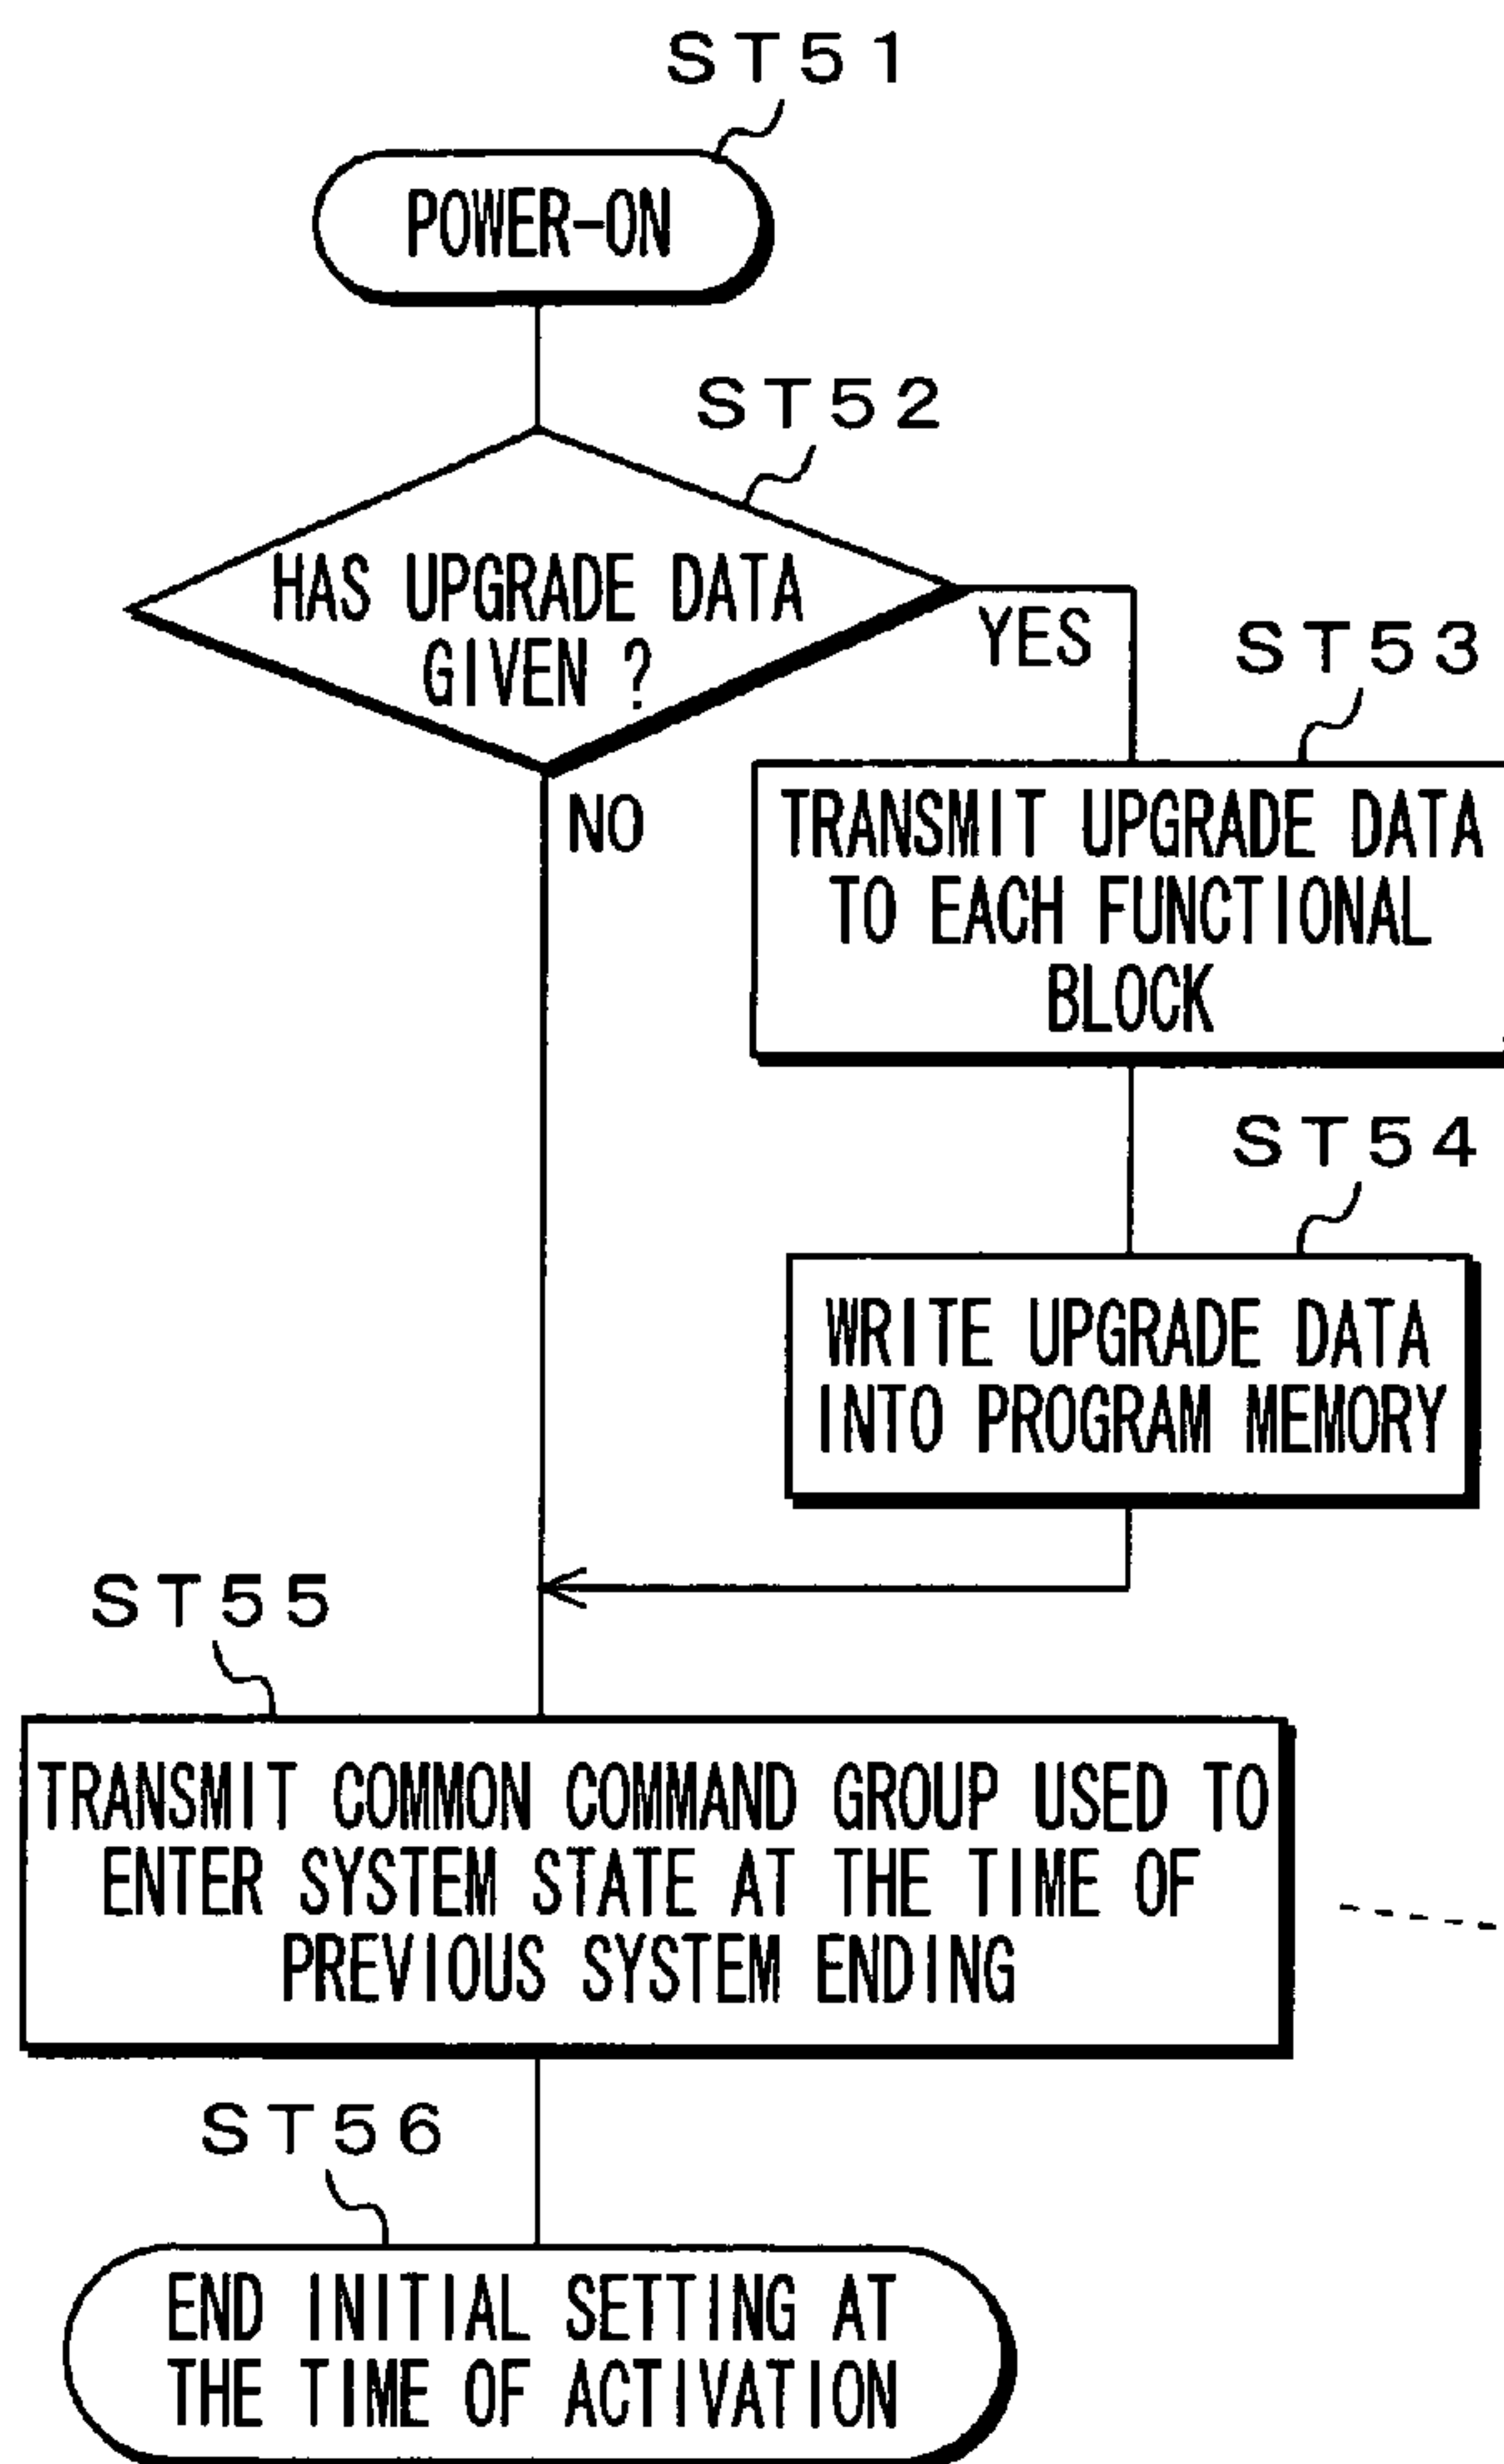 ST51
POWER-ON
ST52
HAS UPGRADE DATA
GIVEN ?
YES
NO
ST53
TRANSMIT UPGRADE DATA
TO EACH FUNCTIONAL
BLOCK
ST54
WRITE UPGRADE DATA
INTO PROGRAM MEMORY
ST55
TRANSMIT COMMON COMMAND GROUP USED TO
ENTER SYSTEM STATE AT THE TIME OF
PREVIOUS SYSTEM ENDING
ST56
END INITIAL SETTING AT
THE TIME OF ACTIVATION